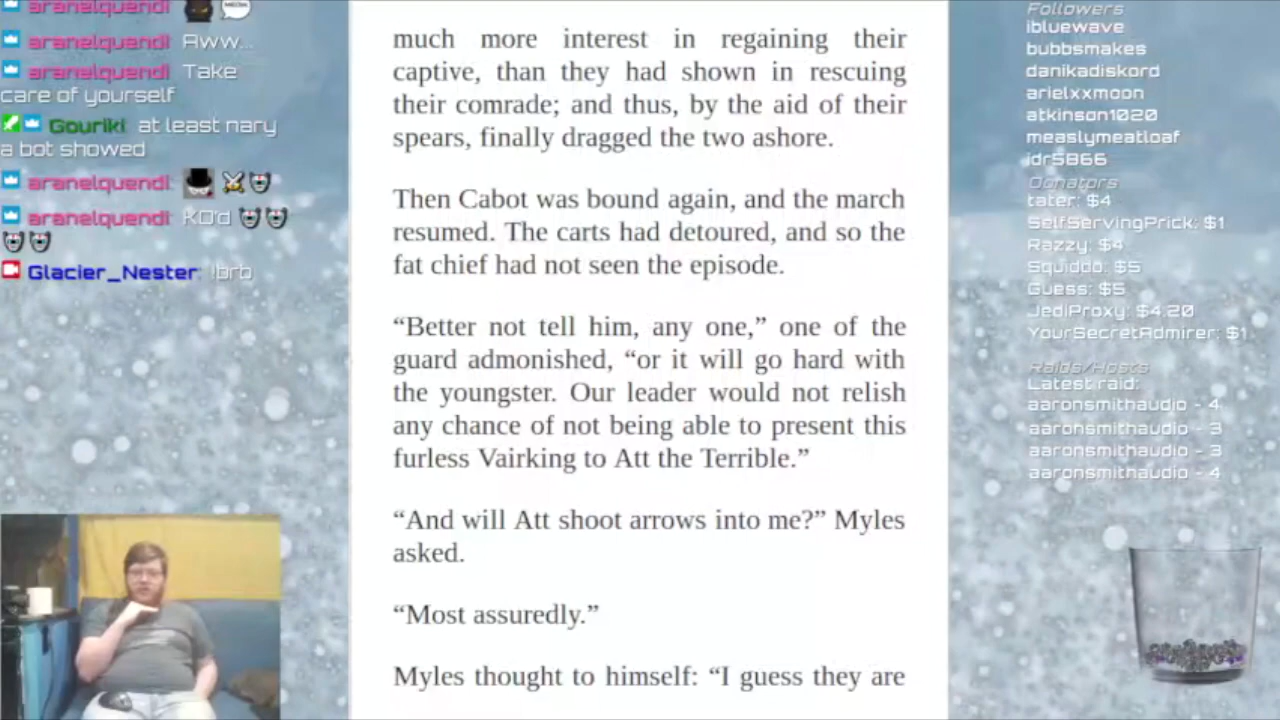 aranelquendi:
aranelquendi: Aww...
aranelquendi: Take
care of yourself
Gouriki: at least nary
a bot showed
aranelquendi:
aranelquendi: KO'd
Glacier_Nester: !brb
much more interest in regaining their
captive, than they had shown in rescuing
their comrade; and thus, by the aid of their
spears, finally dragged the two ashore.
Then Cabot was bound again, and the march
resumed. The carts had detoured, and so the
fat chief had not seen the episode.
“Better not tell him, any one,” one of the
guard admonished, “or it will go hard with
the youngster. Our leader would not relish
any chance of not being able to present this
furless Vairking to Att the Terrible.”
“And will Att shoot arrows into me?” Myles
asked.
“Most assuredly.”
Myles thought to himself: “I guess they are
Followers
ibluewave
bubbsmakes
danikadiskord
arielxxmoon
atkinson1020
measlymeatloaf
idr5866
Donators
tater: $4
SelfServingPrick: $1
Razzy: $4
Squiddo: $5
Guess: $5
JediProxy: $4.20
YourSecretAdmirer: $1
Raids/Hosts
Latest raid:
aaronsmithaudio - 4
aaronsmithaudio - 3
aaronsmithaudio - 3
aaronsmithaudio - 4